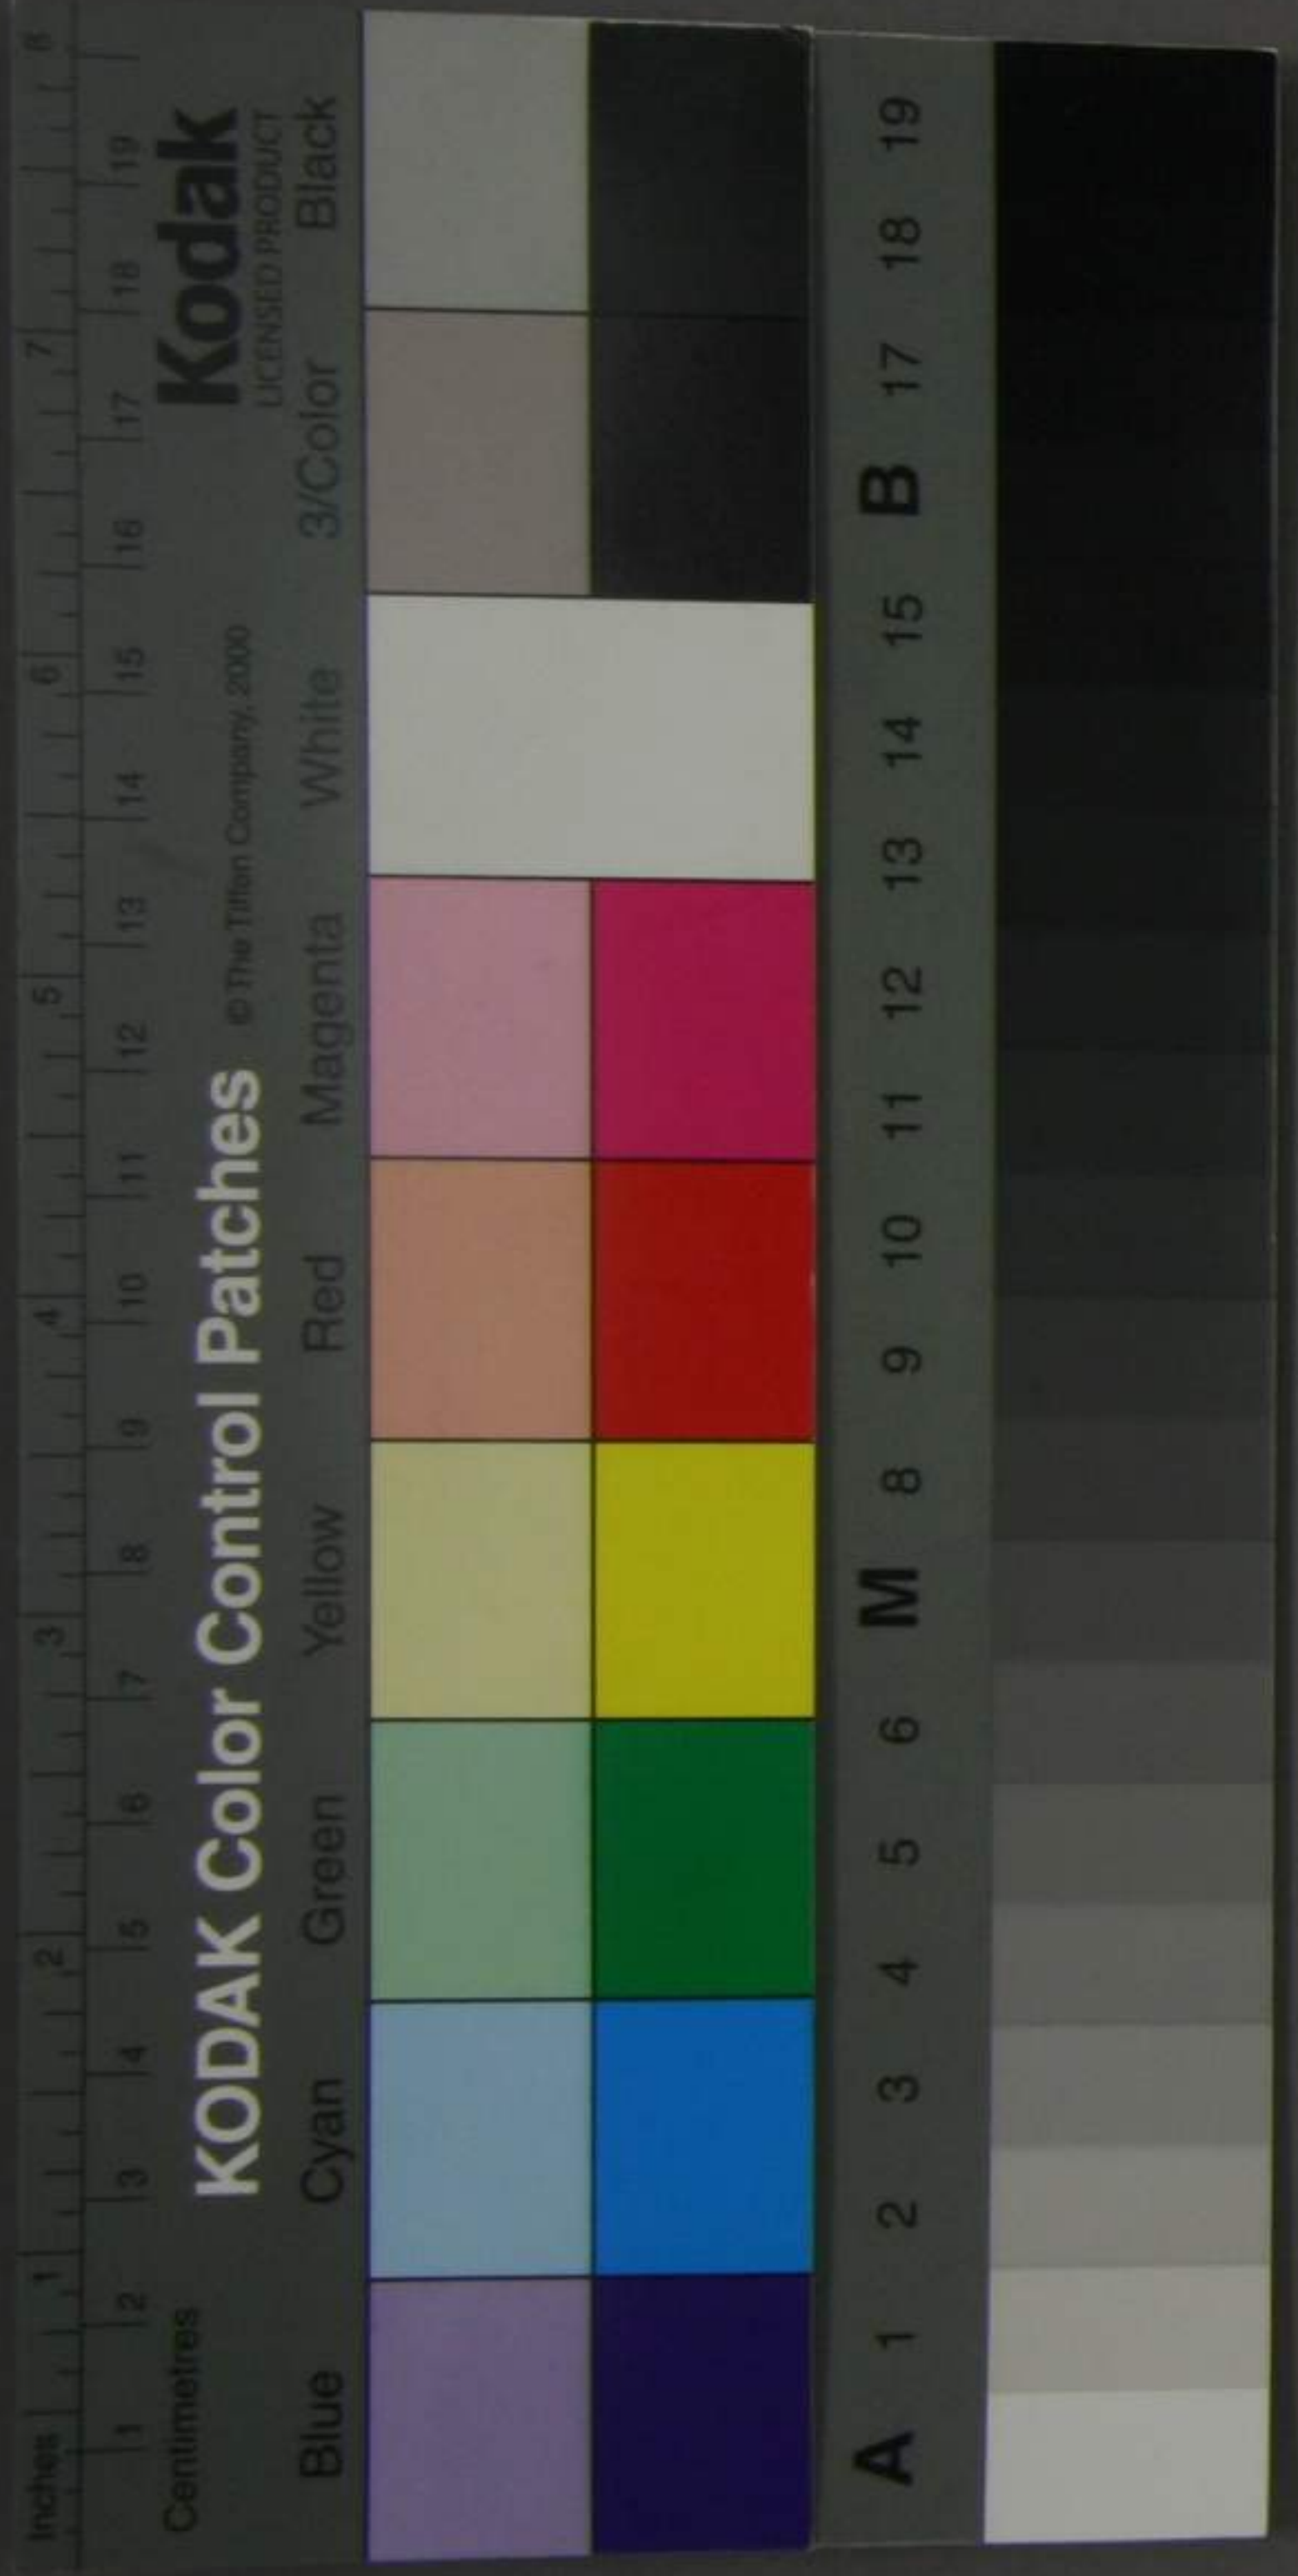 Inches 1 2 3 4 5 6 7 8
1 2 3 4 5 6 7 8 9 10 11 12 13 14 15 16 17 18 19
Centimetres
KODAK Color Control Patches © The Tiffen Company, 2000
Kodak
LICENSED PRODUCT
Blue Cyan Green Yellow Red Magenta White 3/Color Black
A 1 2 3 4 5 6 M 8 9 10 11 12 13 14 15 B 17 18 19